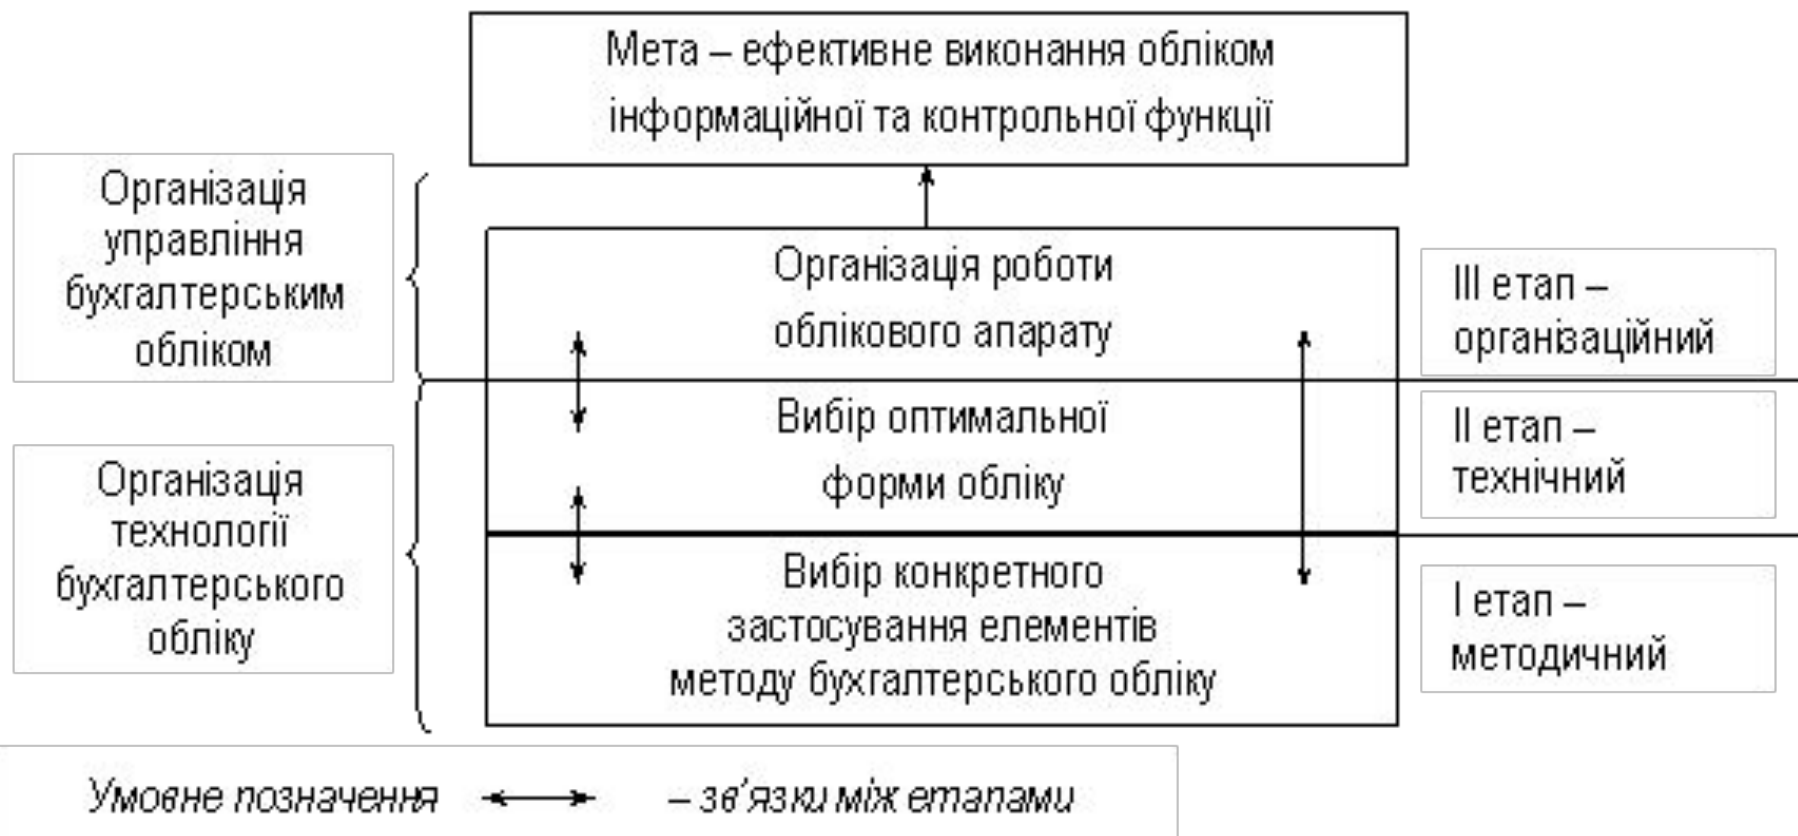 Мета – ефективне виконання обліком
інформаційної та контрольної функції
Організація
управління
бухгалтерським
обліком
Організація роботи
облікового апарату
III етап –
організаційний
Вибір оптимальної
форми обліку
II етап –
технічний
Організація
технології
бухгалтерського
обліку
Вибір конкретного
застосування елементів
методу бухгалтерського обліку
I етап –
методичний
Умовне позначення
– зв’язки між етапами